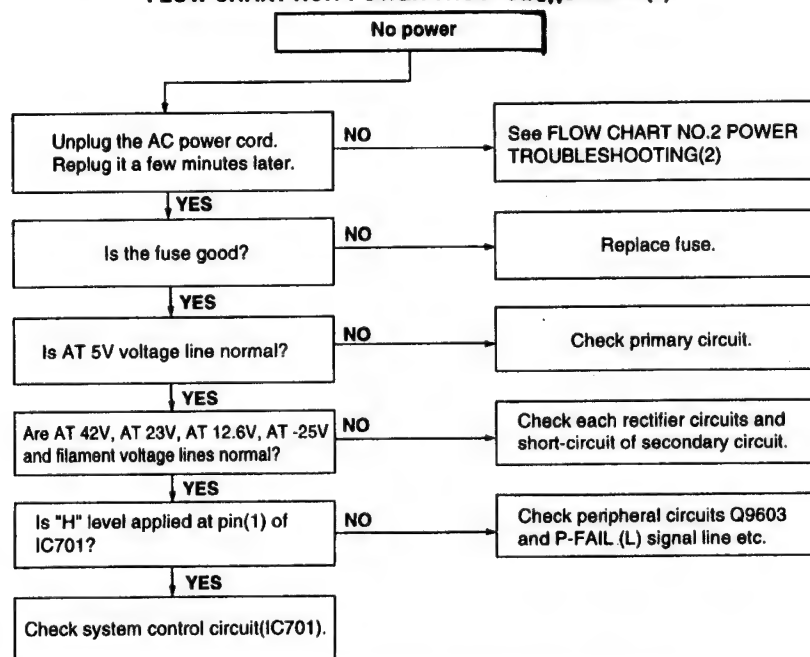 No power
Unplug the AC power cord.
Replug it a few minutes later.
NO
See FLOW CHART NO.2 POWER
TROUBLESHOOTING(2)
YES
Is the fuse good?
NO
Replace fuse.
YES
Is AT 5V voltage line normal?
NO
Check primary circuit.
YES
Are AT 42V, AT 23V, AT 12.6V, AT -25V
and filament voltage lines normal?
NO
Check each rectifier circuits and
short-circuit of secondary circuit.
YES
Is "H" level applied at pin(1) of
IC701?
NO
Check peripheral circuits Q9603
and P-FAIL (L) signal line etc.
YES
Check system control circuit(IC701).